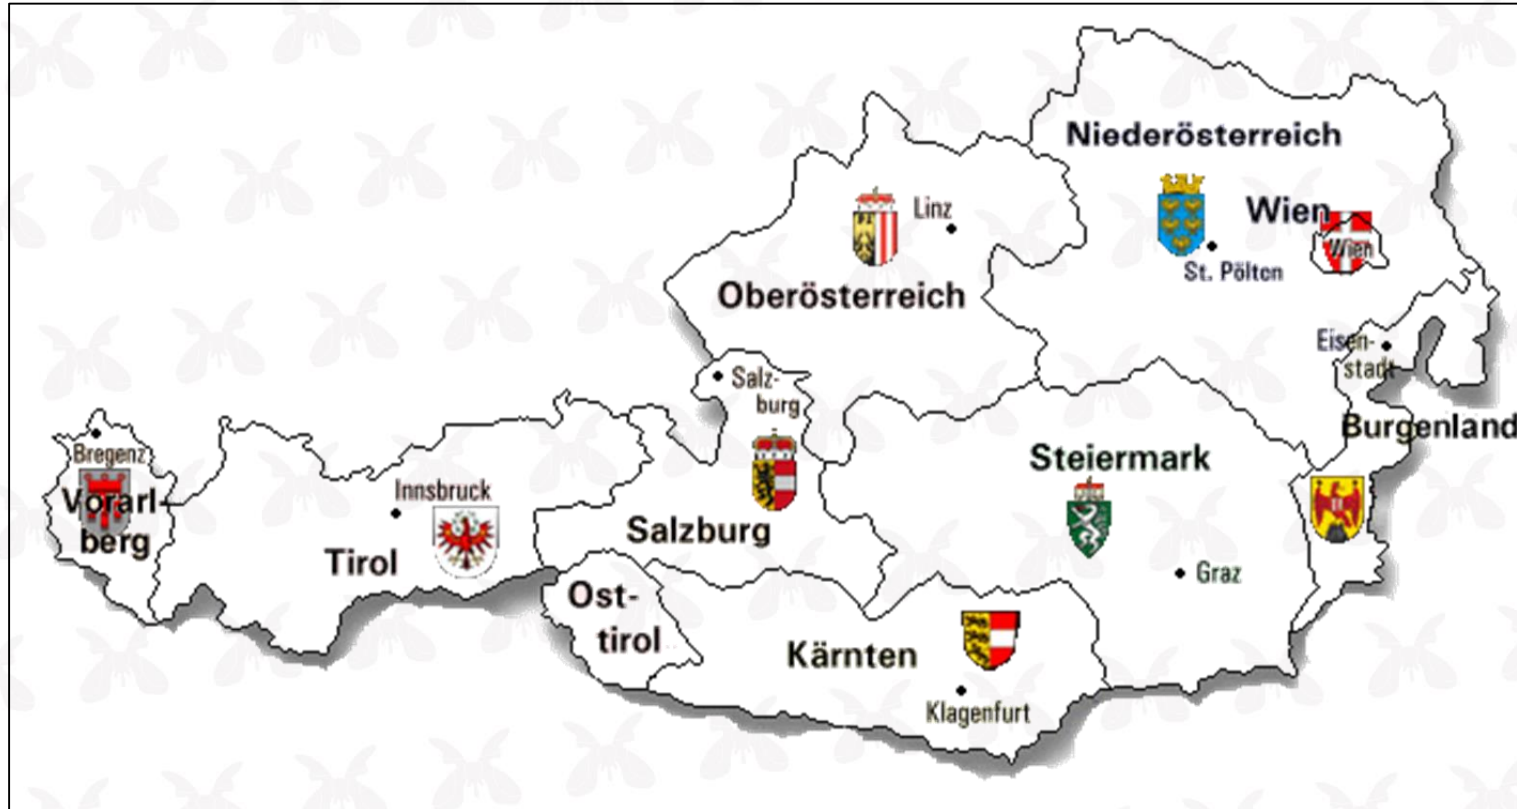 Niederösterreich
Wien
Wien
St. Pölten
Linz
Oberösterreich
Eisen-
stadt
Burgenland
Salz-
burg
Steiermark
Graz
Bregenz
Vorarl-
berg
Innsbruck
Tirol
Salzburg
Ost-
tirol
Kärnten
Klagenfurt